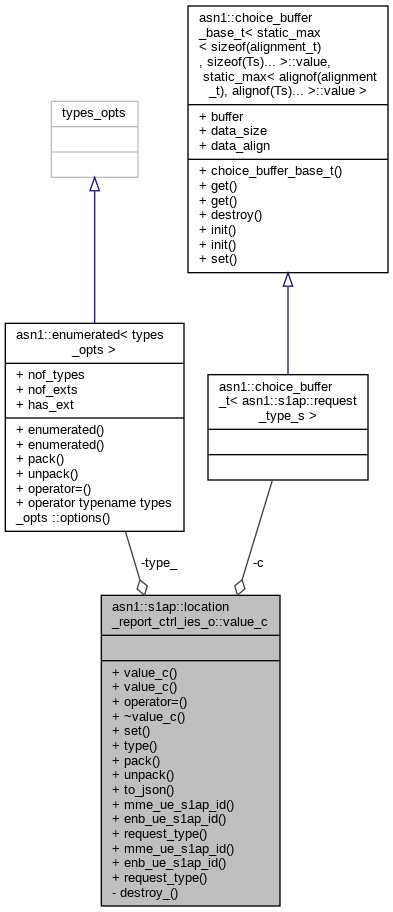 asn1::choice_buffer
_base_t< static_max
< sizeof(alignment_t)
, sizeof(Ts)... >::value,
static_max< alignof(alignment
_t), alignof(Ts)... >::value >
+ buffer
+ data_size
+ data_align
+ choice_buffer_base_t()
+ get()
+ get()
+ destroy()
+ init()
+ init()
+ set()
types_opts
asn1::enumerated< types
_opts >
+ nof_types
+ nof_exts
+ has_ext
+ enumerated()
+ enumerated()
+ pack()
+ unpack()
+ operator=()
+ operator typename types
_opts ::options()
asn1::choice_buffer
_t< asn1::s1ap::request
_type_s >
-type_
-c
asn1::s1ap::location
_report_ctrl_ies_o::value_c
+ value_c()
+ value_c()
+ operator=()
+ ~value_c()
+ set()
+ type()
+ pack()
+ unpack()
+ to_json()
+ mme_ue_s1ap_id()
+ enb_ue_s1ap_id()
+ request_type()
+ mme_ue_s1ap_id()
+ enb_ue_s1ap_id()
+ request_type()
- destroy_()